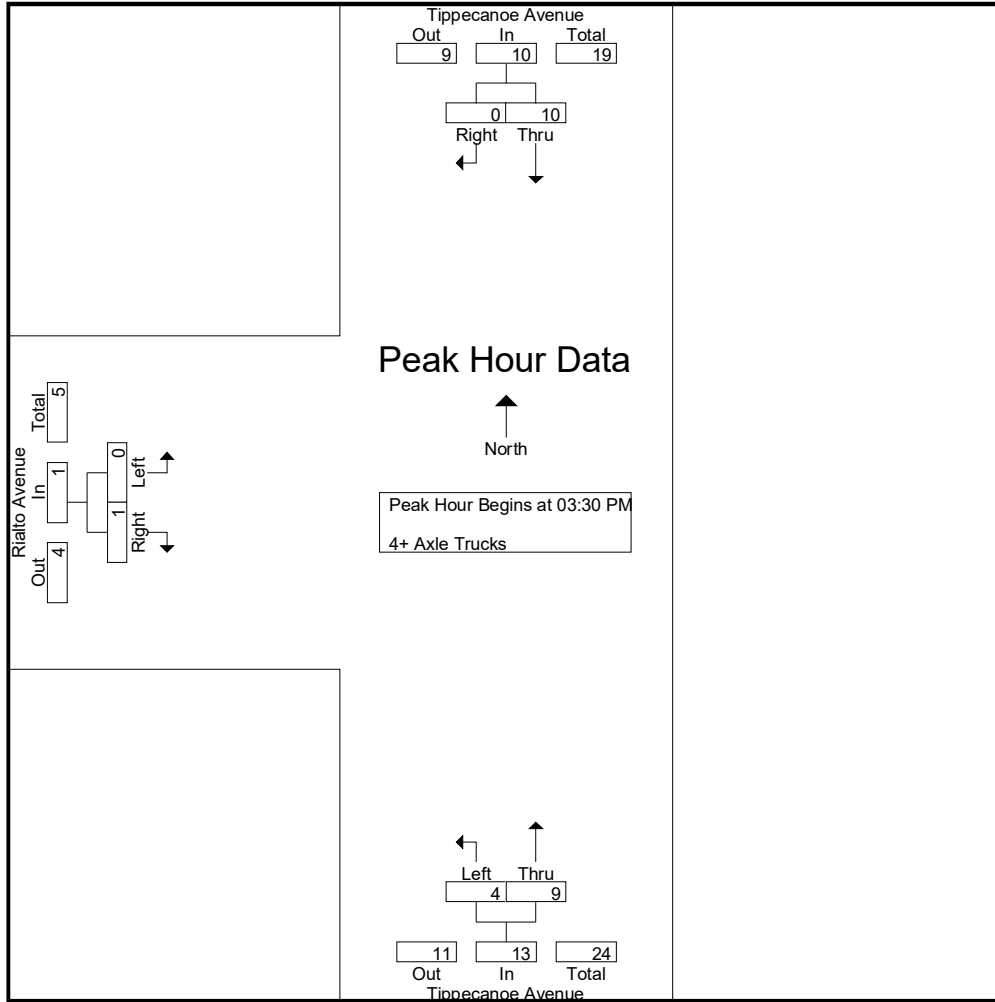 Tippecanoe Avenue
Out In Total
9 10 19
0 10
Right Thru
Peak Hour Data
North
Peak Hour Begins at 03:30 PM
4+ Axle Trucks
Rialto Avenue
Out In Total
4 1 5
1 0
Right Left
Left Thru
4 9
11 13 24
Out In Total
Tippecanoe Avenue